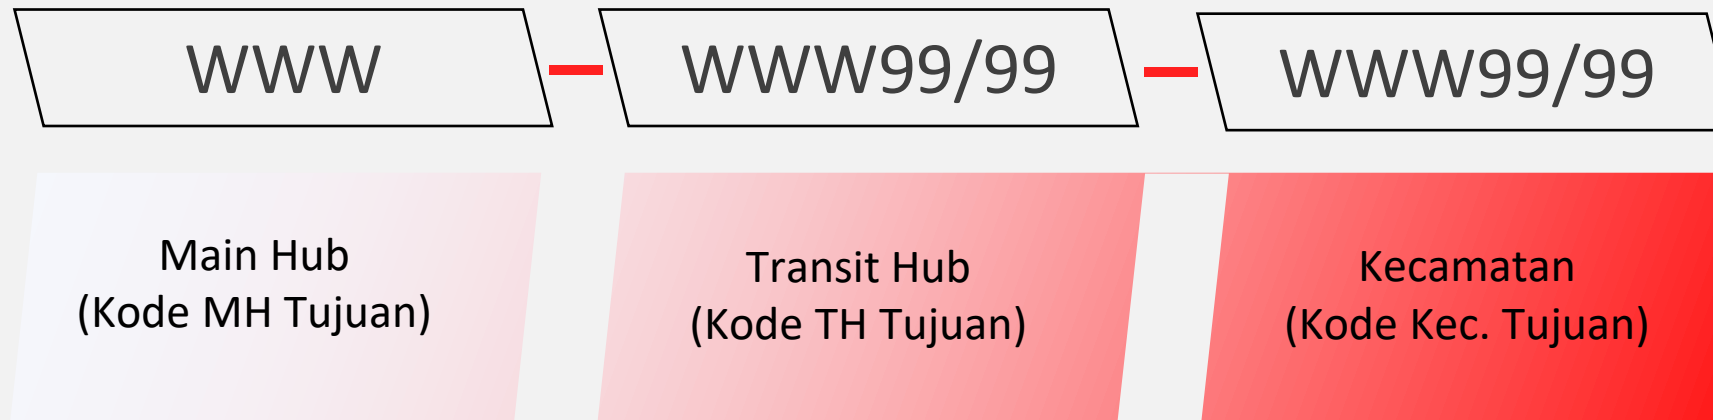 WWW
WWW99/99
WWW99/99
Main Hub
(Kode MH Tujuan)
Transit Hub
(Kode TH Tujuan)
Kecamatan
(Kode Kec. Tujuan)